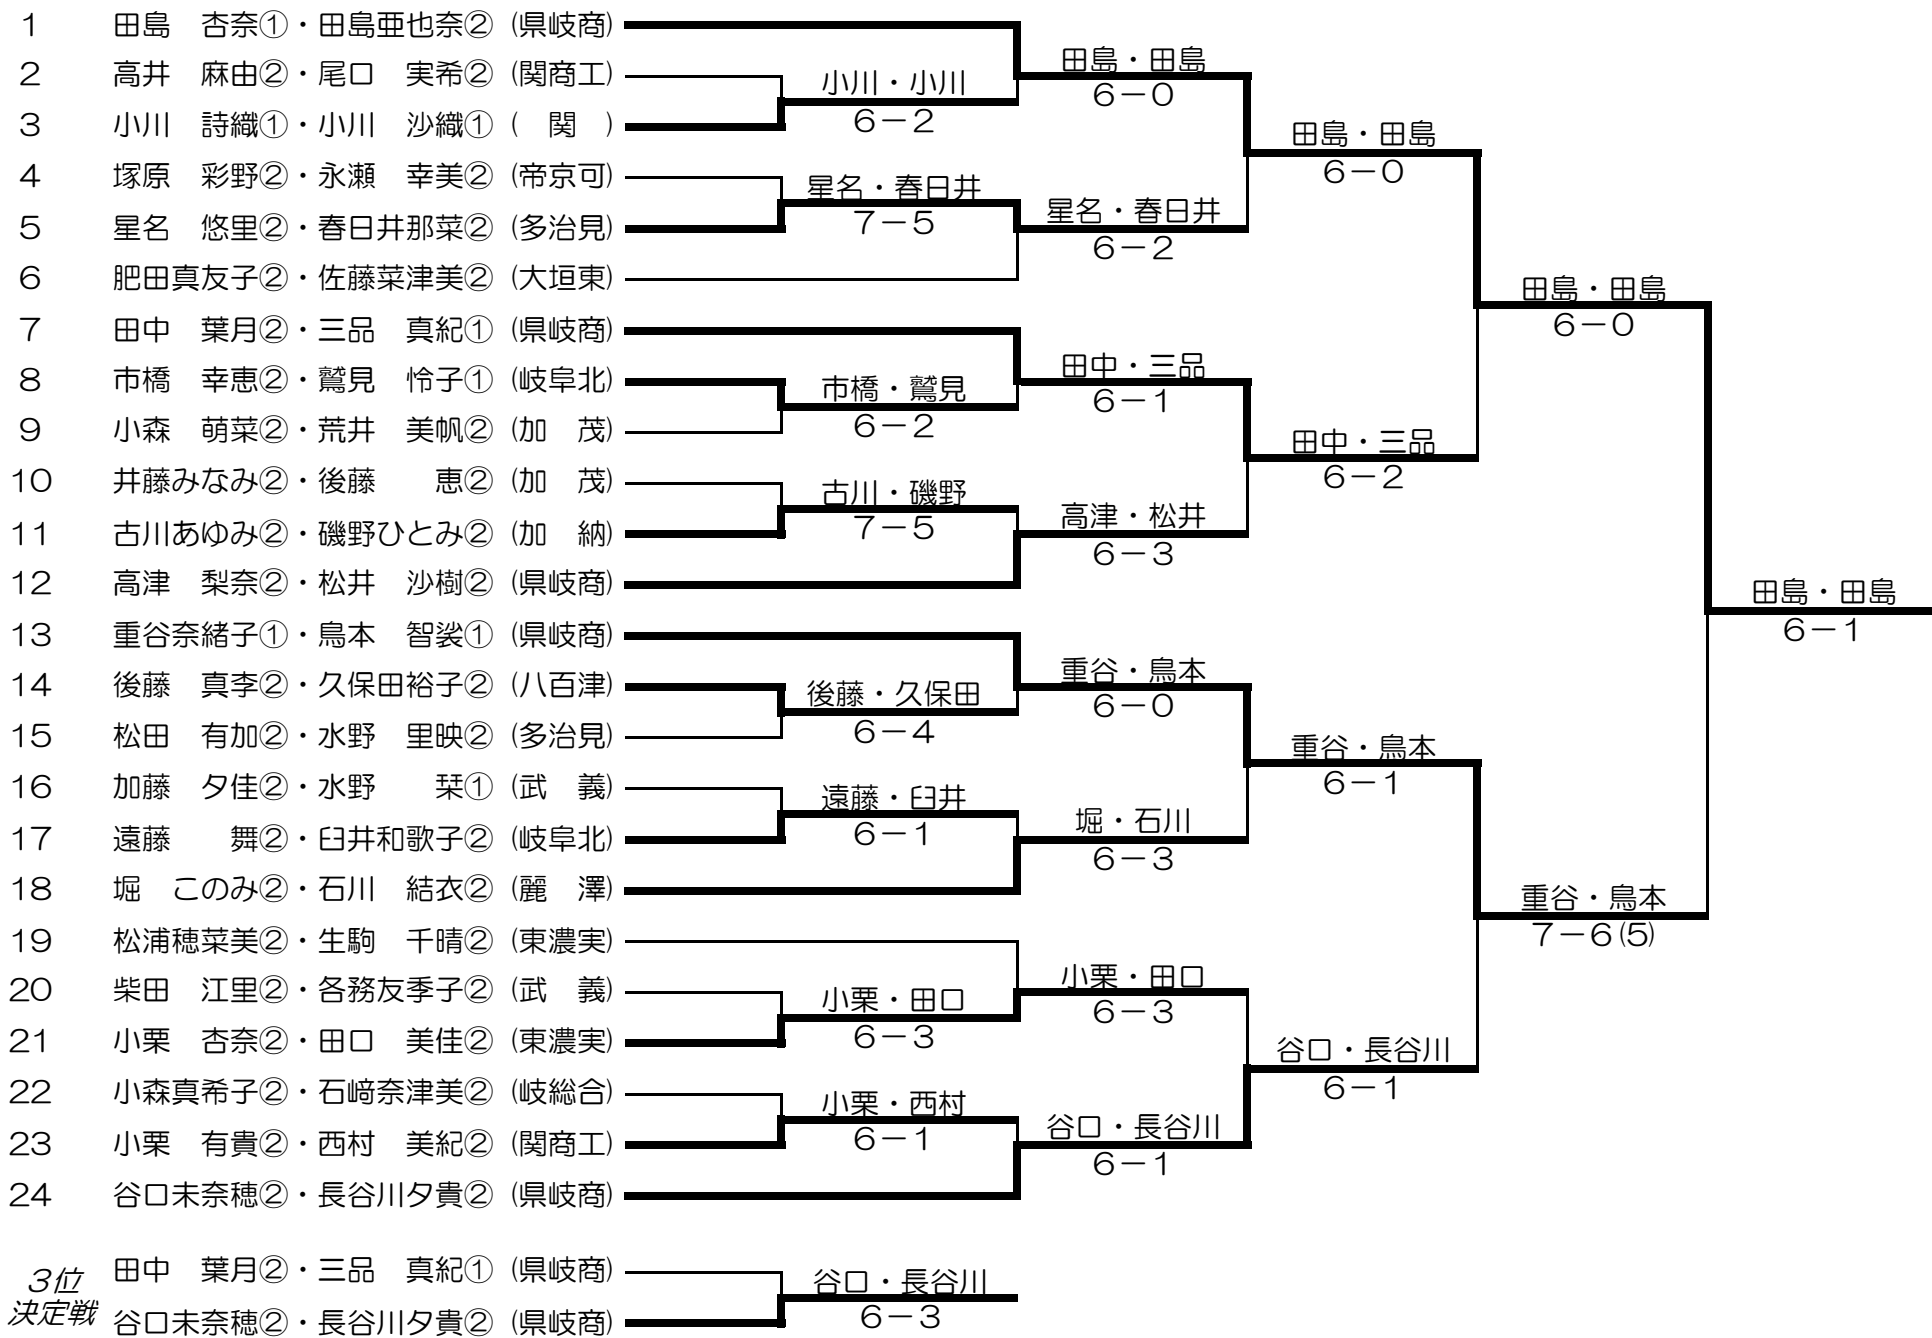 1 田島　杏奈①・田島亜也奈② (県岐商)
2 高井　麻由②・尾口　実希② (関商工)
3 小川　詩織①・小川　沙織① (　関　)
4 塚原　彩野②・永瀬　幸美② (帝京可)
5 星名　悠里②・春日井那菜② (多治見)
6 肥田真友子②・佐藤菜津美② (大垣東)
7 田中　葉月②・三品　真紀① (県岐商)
8 市橋　幸恵②・鷲見　怜子① (岐阜北)
9 小森　萌菜②・荒井　美帆② (加　茂)
10 井藤みなみ②・後藤　　恵② (加　茂)
11 古川あゆみ②・磯野ひとみ② (加　納)
12 高津　梨奈②・松井　沙樹② (県岐商)
13 重谷奈緒子①・鳥本　智裟① (県岐商)
14 後藤　真李②・久保田裕子② (八百津)
15 松田　有加②・水野　里映② (多治見)
16 加藤　夕佳②・水野　　栞① (武　義)
17 遠藤　　舞②・臼井和歌子② (岐阜北)
18 堀　このみ②・石川　結衣② (麗　澤)
19 松浦穂菜美②・生駒　千晴② (東濃実)
20 柴田　江里②・各務友季子② (武　義)
21 小栗　杏奈②・田口　美佳② (東濃実)
22 小森真希子②・石﨑奈津美② (岐総合)
23 小栗　有貴②・西村　美紀② (関商工)
24 谷口未奈穂②・長谷川夕貴② (県岐商)
小川・小川
6－2
星名・春日井
7－5
市橋・鷲見
6－2
古川・磯野
7－5
後藤・久保田
6－4
遠藤・臼井
6－1
小栗・田口
6－3
小栗・西村
6－1
田島・田島
6－0
星名・春日井
6－2
田中・三品
6－1
高津・松井
6－3
重谷・鳥本
6－0
堀・石川
6－3
小栗・田口
6－3
谷口・長谷川
6－1
田島・田島
6－0
田中・三品
6－2
重谷・鳥本
6－1
谷口・長谷川
6－1
田島・田島
6－0
重谷・鳥本
7－6(5)
田島・田島
6－1
3位
決定戦
田中　葉月②・三品　真紀① (県岐商)
谷口未奈穂②・長谷川夕貴② (県岐商)
谷口・長谷川
6－3